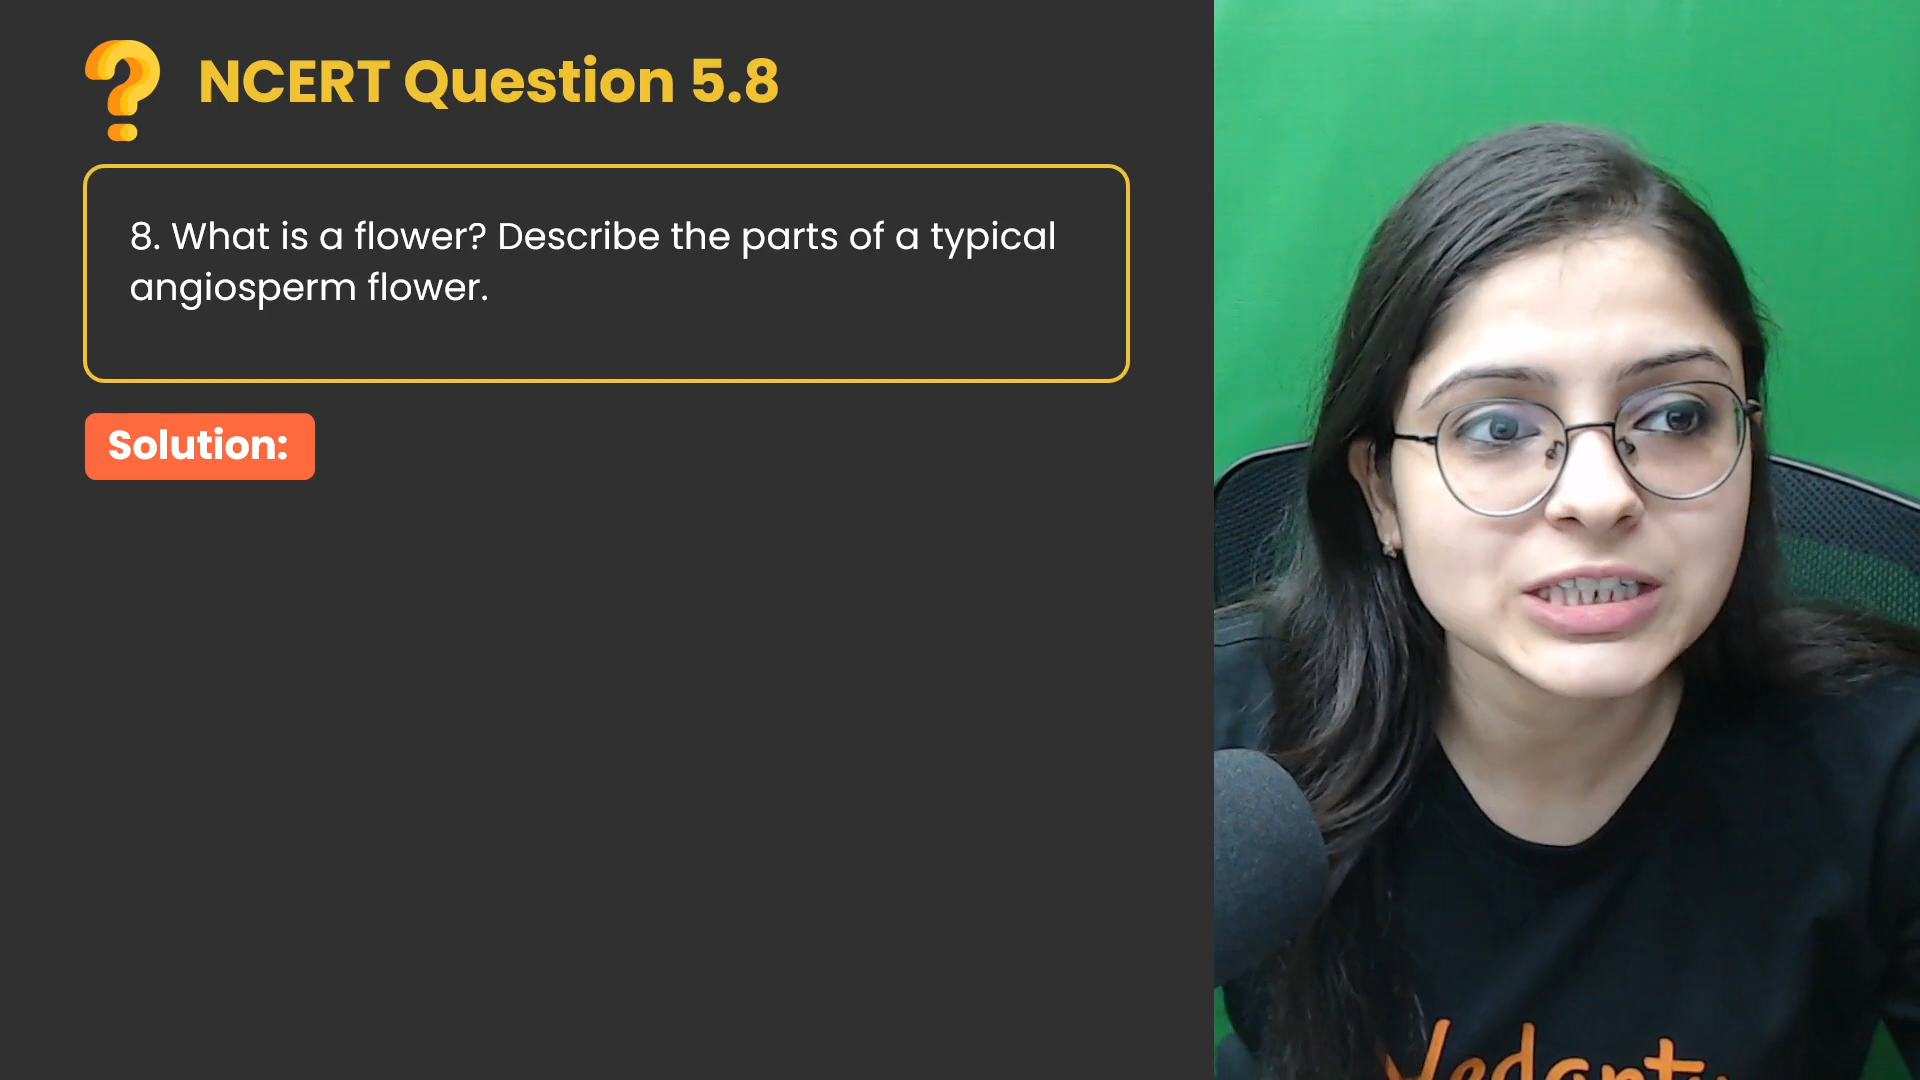 NCERT Question 5.8
8. What is a flower? Describe the parts of a typical
angiosperm flower.
Solution: